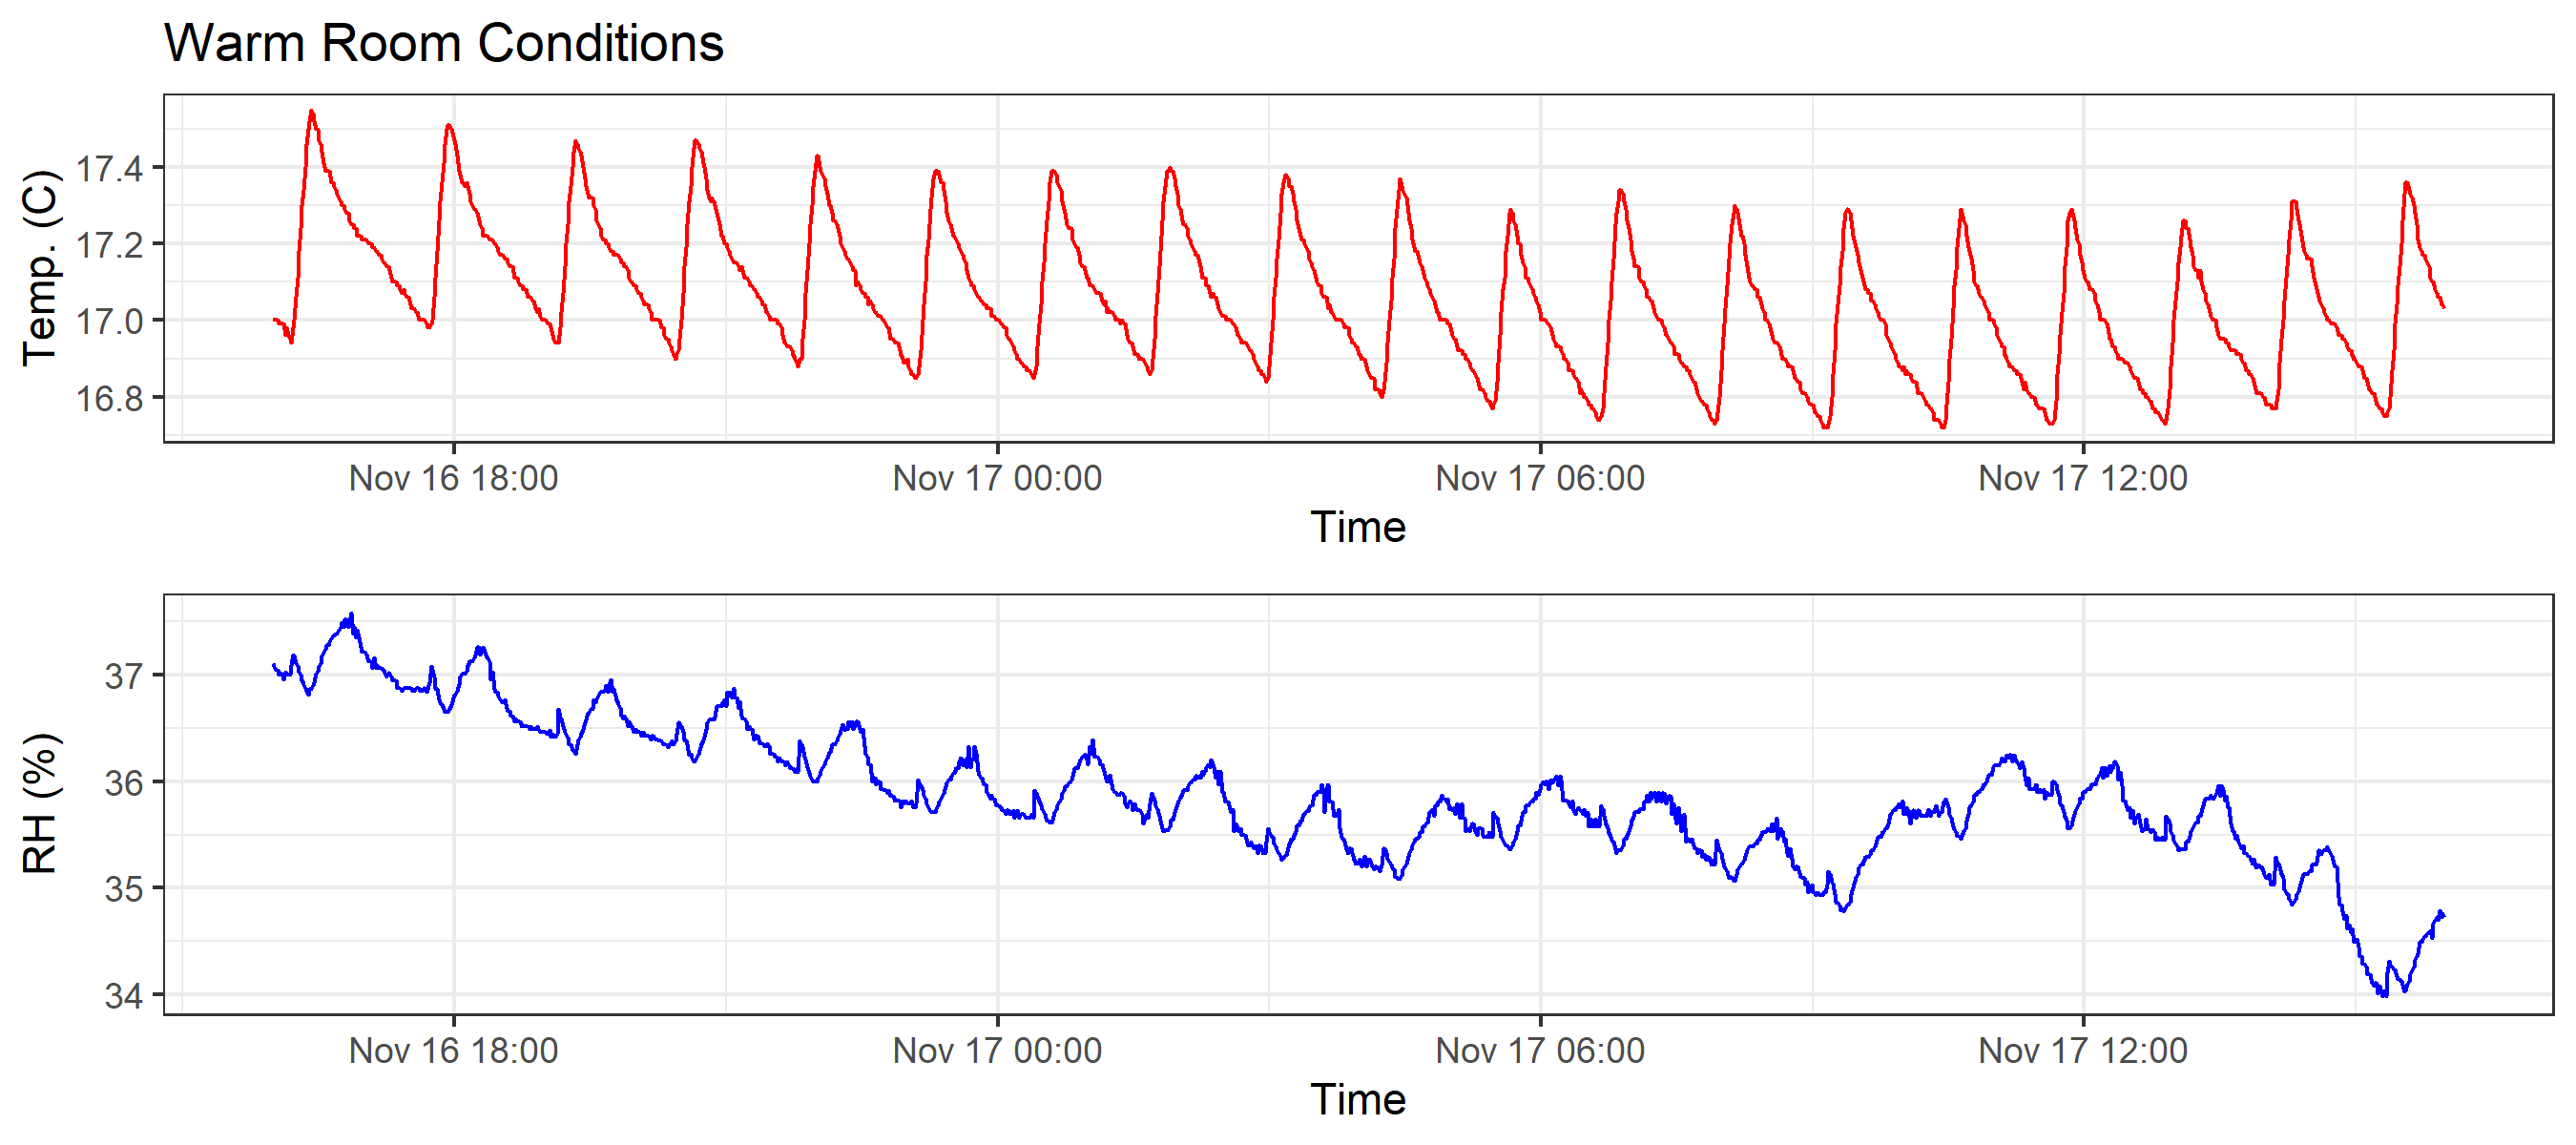 Warm Room Conditions
Temp. (C)
17.4
17.2
17.0
16.8
Nov 16 18:00 Nov 17 00:00 Nov 17 06:00 Nov 17 12:00
Time
RH (%)
37
36
35
34
Nov 16 18:00 Nov 17 00:00 Nov 17 06:00 Nov 17 12:00
Time